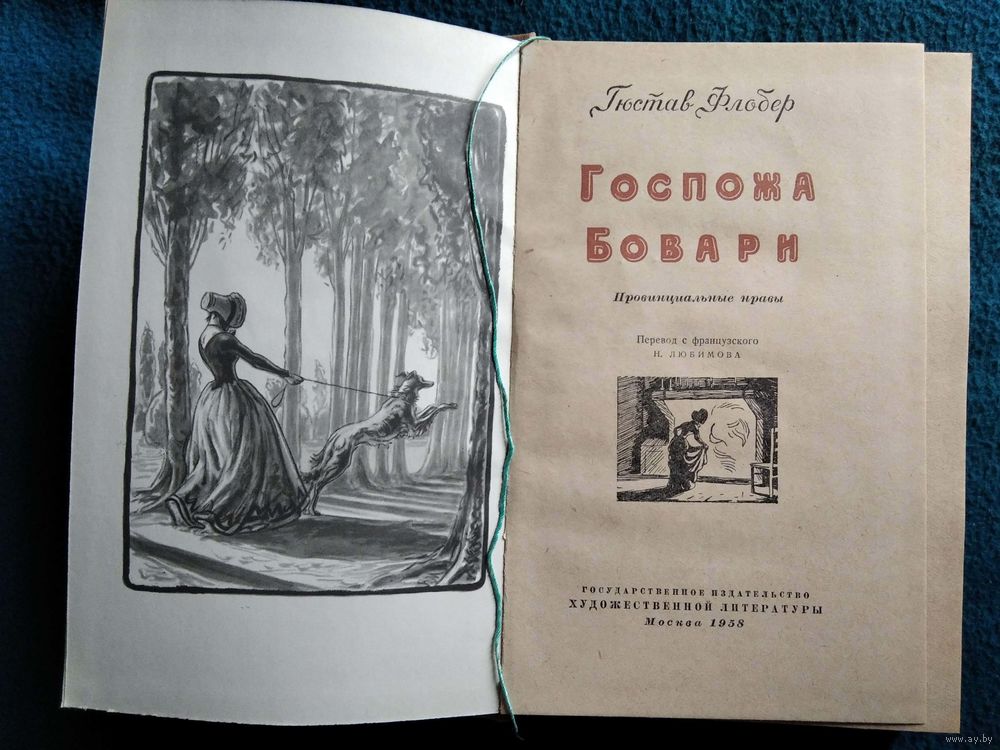 Гюстав Флобер
Госпожа
Бовари
Провинциальные нравы
Перевод с французского
Н. ЛЮБИМОВА
ГОСУДАРСТВЕННОЕ ИЗДАТЕЛЬСТВО
ХУДОЖЕСТВЕННОЙ ЛИТЕРАТУРЫ
Москва 1958
www.ay.by